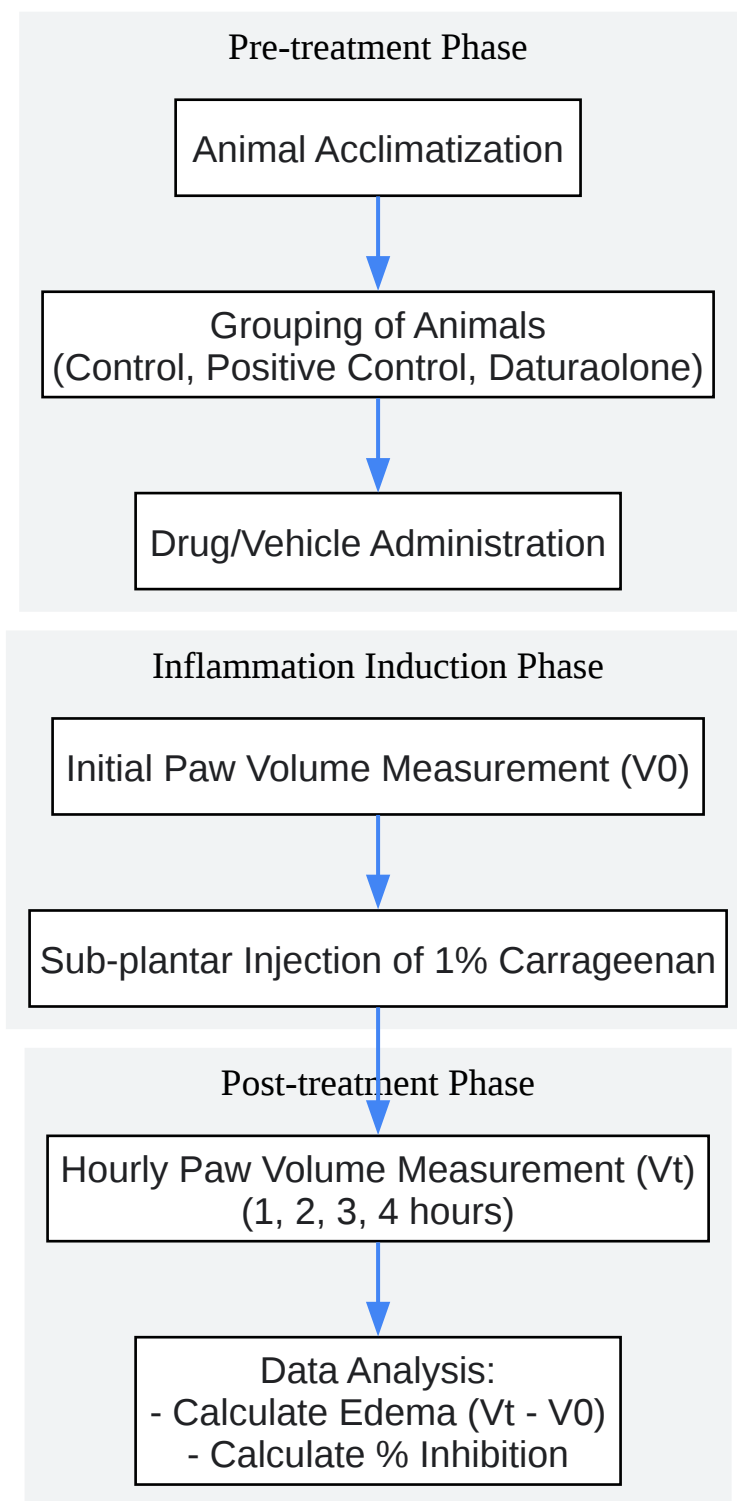 Pre-treatment Phase
Animal Acclimatization
Grouping of Animals
(Control, Positive Control, Daturaolone)
Drug/Vehicle Administration
Inflammation Induction Phase
Initial Paw Volume Measurement (V0)
Sub-plantar Injection of 1% Carrageenan
Post-treatment Phase
Hourly Paw Volume Measurement (Vt)
(1, 2, 3, 4 hours)
Data Analysis:
- Calculate Edema (Vt - V0)
- Calculate % Inhibition